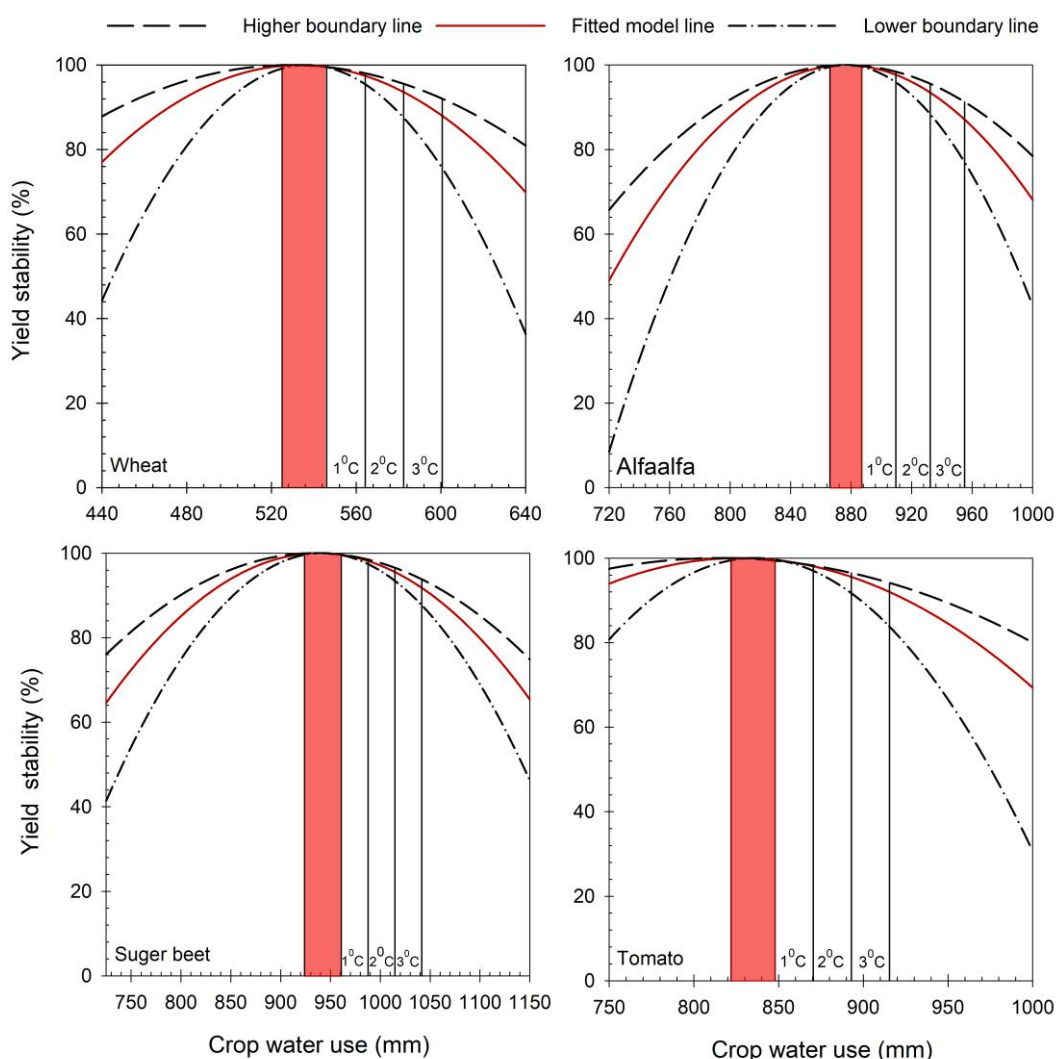 Higher boundary line Fitted model line Lower boundary line
Yield stability (%)
100
80
60
40
20
0
Wheat
1⁰C 2⁰C 3⁰C
440 480 520 560 600 640
100
80
60
40
20
0
Alfaalfa
1⁰C 2⁰C 3⁰C
720 760 800 840 880 920 960 1000
Yield stability (%)
100
80
60
40
20
0
Suger beet
1⁰C 2⁰C 3⁰C
750 800 850 900 950 1000 1050 1100 1150
Crop water use (mm)
100
80
60
40
20
0
Tomato
1⁰C 2⁰C 3⁰C
750 800 850 900 950 1000
Crop water use (mm)